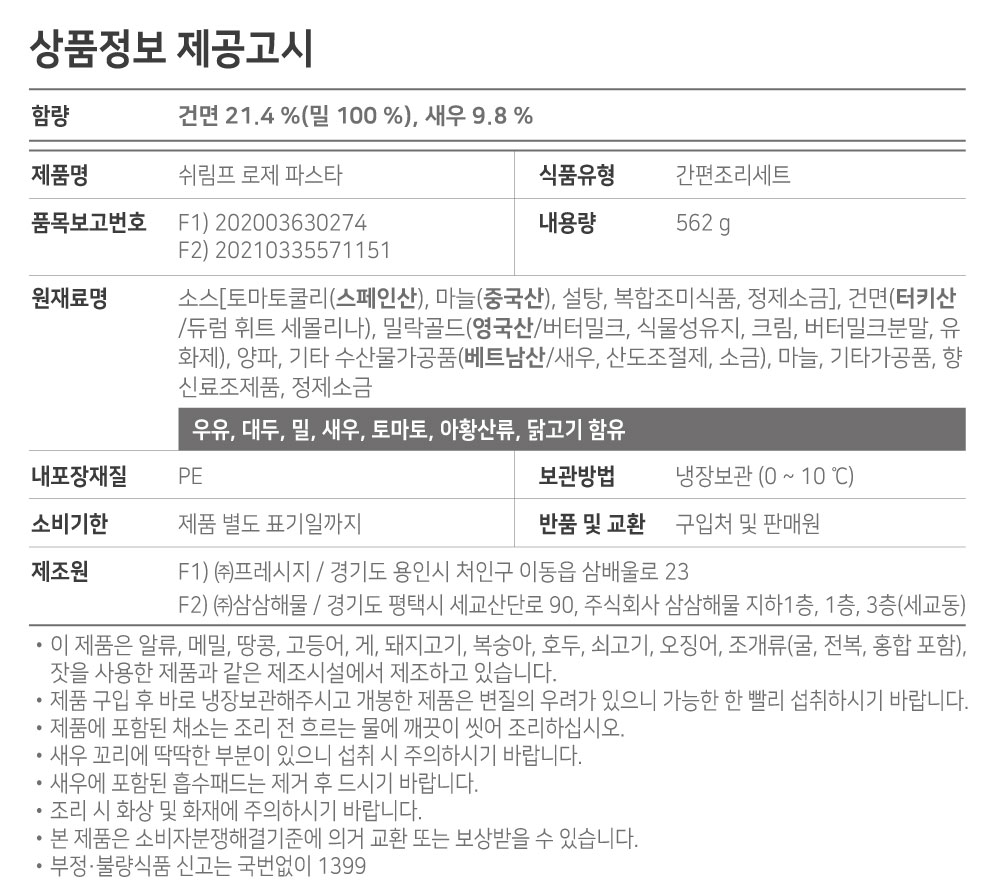 상품정보 제공고시
함량 건면 21.4 %(밀 100 %), 새우 9.8 %
제품명 쉬림프 로제 파스타 식품유형 간편조리세트
품목보고번호 F1) 202003630274 내용량 562 g
F2) 20210335571151
원재료명 소스[토마토쿨리(스페인산), 마늘(중국산), 설탕, 복합조미식품, 정제소금], 건면(터키산
/듀럼 휘트 세몰리나), 밀락골드(영국산/버터밀크, 식물성유지, 크림, 버터밀크분말, 유
화제), 양파, 기타 수산물가공품(베트남산/새우, 산도조절제, 소금), 마늘, 기타가공품, 향
신료조제품, 정제소금
우유, 대두, 밀, 새우, 토마토, 아황산류, 닭고기 함유
내포장재질 PE 보관방법 냉장보관 (0 ~ 10 ℃)
소비기한 제품 별도 표기일까지 반품 및 교환 구입처 및 판매원
제조원 F1) ㈜프레시지 / 경기도 용인시 처인구 이동읍 삼배울로 23
F2) ㈜삼삼해물 / 경기도 평택시 세교산단로 90, 주식회사 삼삼해물 지하1층, 1층, 3층(세교동)
• 이 제품은 알류, 메밀, 땅콩, 고등어, 게, 돼지고기, 복숭아, 호두, 쇠고기, 오징어, 조개류(굴, 전복, 홍합 포함),
잣을 사용한 제품과 같은 제조시설에서 제조하고 있습니다.
• 제품 구입 후 바로 냉장보관해주시고 개봉한 제품은 변질의 우려가 있으니 가능한 한 빨리 섭취하시기 바랍니다.
• 제품에 포함된 채소는 조리 전 흐르는 물에 깨끗이 씻어 조리하십시오.
• 새우 꼬리에 딱딱한 부분이 있으니 섭취 시 주의하시기 바랍니다.
• 새우에 포함된 흡수패드는 제거 후 드시기 바랍니다.
• 조리 시 화상 및 화재에 주의하시기 바랍니다.
• 본 제품은 소비자분쟁해결기준에 의거 교환 또는 보상받을 수 있습니다.
• 부정·불량식품 신고는 국번없이 1399